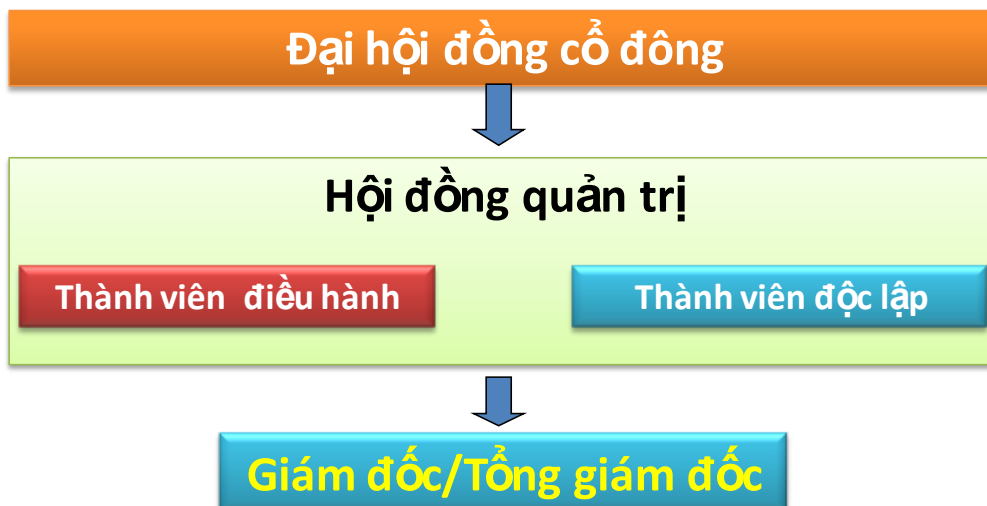 Đại hội đồng cổ đông
Hội đồng quản trị
Thành viên điều hành
Thành viên độc lập
Giám đốc/Tổng giám đốc